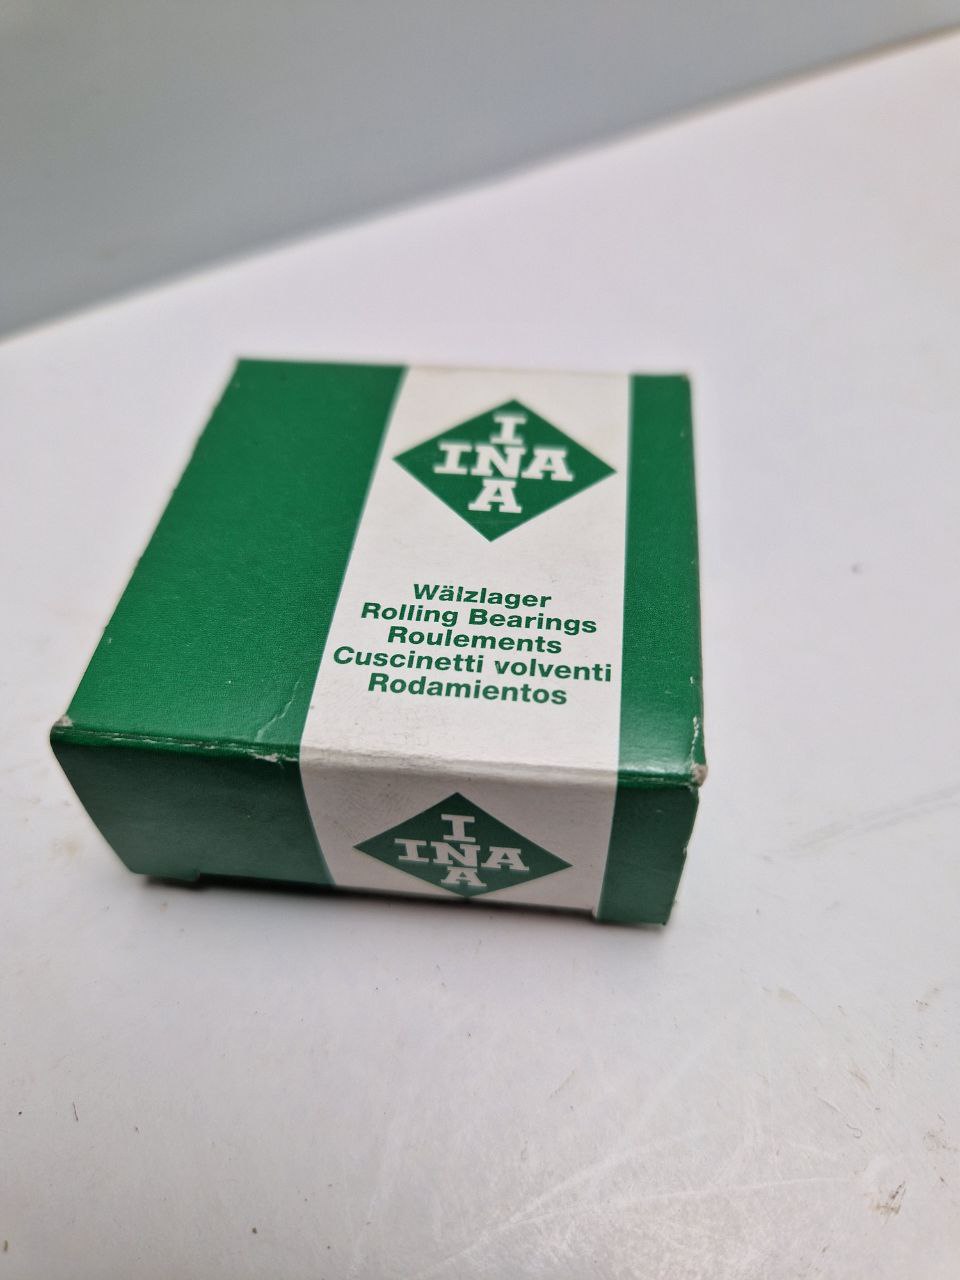 I
INA
A
Wälzlager
Rolling Bearings
Roulements
Cuscinetti volventi
Rodamientos
I
INA
A